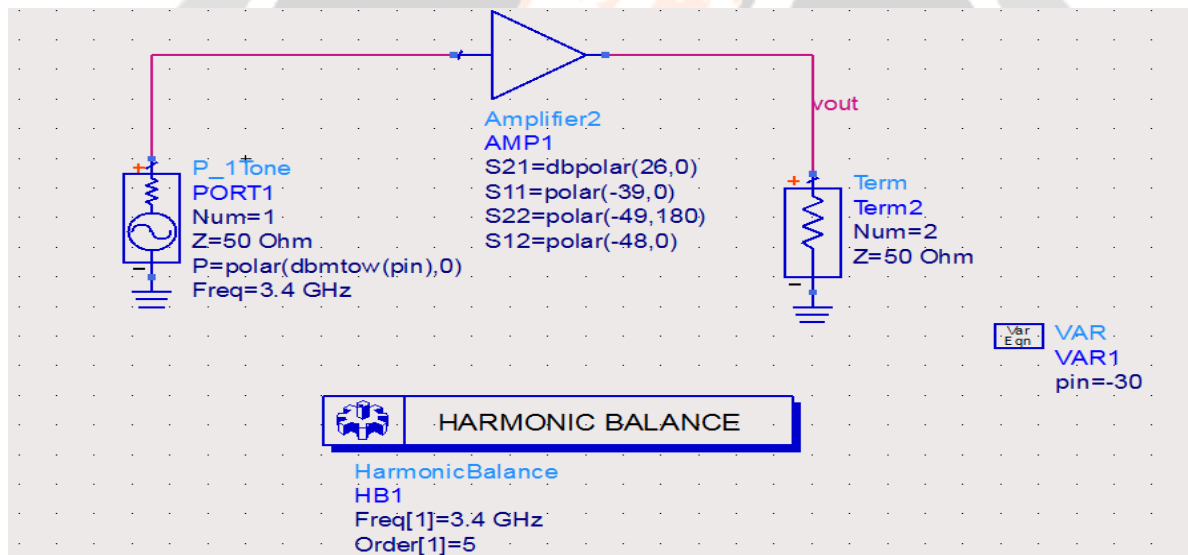 Amplifier2
AMP1
S21=dbpolar(26,0)
S11=polar(-39,0)
S22=polar(-49,180)
S12=polar(-48,0)
vout
P_1Tone
PORT1
Num=1
Z=50 Ohm
P=polar(dbmtow(pin),0)
Freq=3.4 GHz
Term
Term2
Num=2
Z=50 Ohm
Var
Eqn
VAR
VAR1
pin=-30
HARMONIC BALANCE
HarmonicBalance
HB1
Freq[1]=3.4 GHz
Order[1]=5